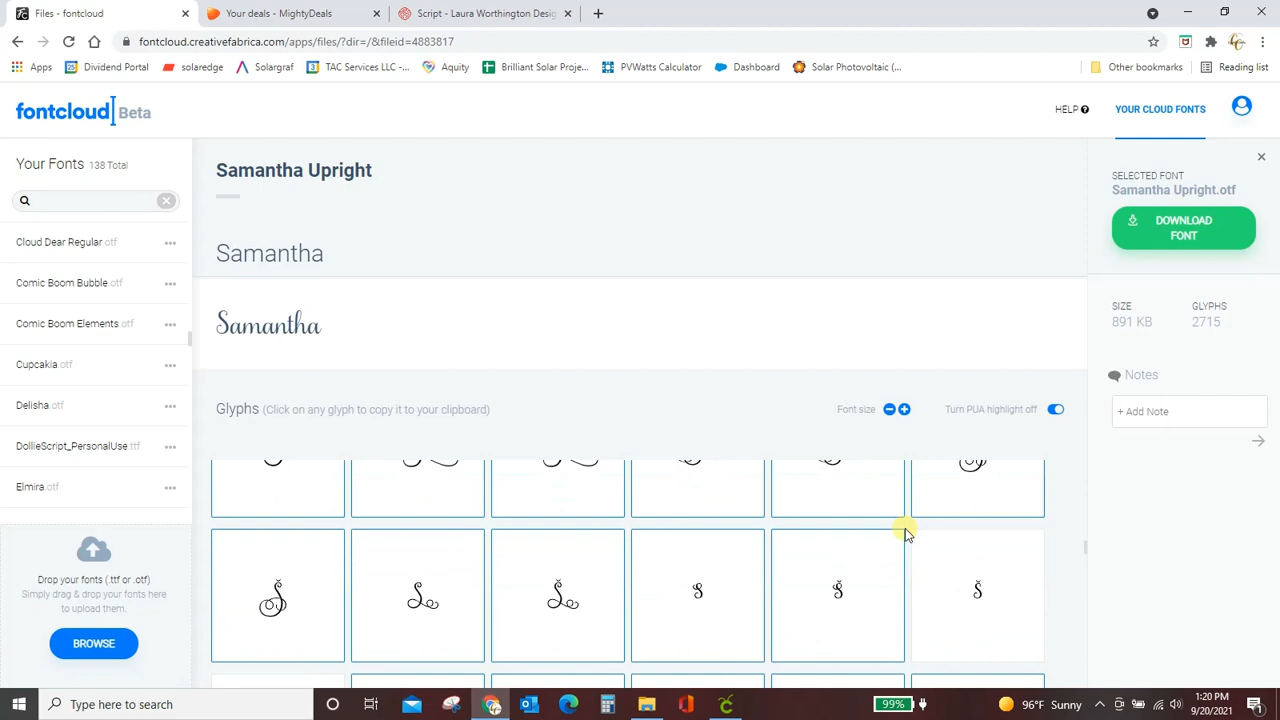 Files - fontcloud
Your deals - MightyDeals
Script - Laura Worthington Desig
fontcloud.creativefabrica.com/apps/files/?dir=/&fileid=4883817
Apps
Dividend Portal
solaredge
Solargraf
TAC Services LLC -...
Aquity
Brilliant Solar Proje...
PVWatts Calculator
Dashboard
Solar Photovoltaic (...
Other bookmarks
Reading list
fontcloud Beta
HELP
YOUR CLOUD FONTS
Your Fonts 138 Total
Cloud Dear Regular.otf
Comic Boom Bubble.otf
Comic Boom Elements.otf
Cupcakia.otf
Delisha.otf
DollieScript_PersonalUse.ttf
Elmira.otf
Drop your fonts (.ttf or .otf)
Simply drag & drop your fonts here
to upload them.
BROWSE
Samantha Upright
Samantha
Samantha
Glyphs (Click on any glyph to copy it to your clipboard)
Font size
Turn PUA highlight off
S Š Š
SELECTED FONT
Samantha Upright.otf
DOWNLOAD
FONT
SIZE
891 KB
GLYPHS
2715
Notes
+ Add Note
Type here to search
99%
96°F Sunny
1:20 PM
9/20/2021